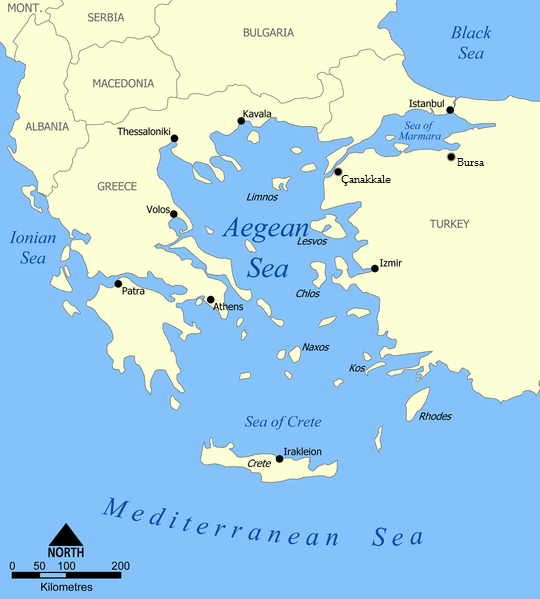 MONT.
SERBIA
BULGARIA
Black
Sea
MACEDONIA
ALBANIA
Kavala
Istanbul
Thessaloniki
Sea of
Marmara
Bursa
Çanakkale
GREECE
Limnos
Volos
Aegean
Sea
Lesvos
TURKEY
Ionian
Sea
Izmir
Patra
Chlos
Athens
Naxos
Kos
Rhodes
Sea of Crete
Irakleion
Crete
Mediterranean Sea
NORTH
0 50 100 200
Kilometres